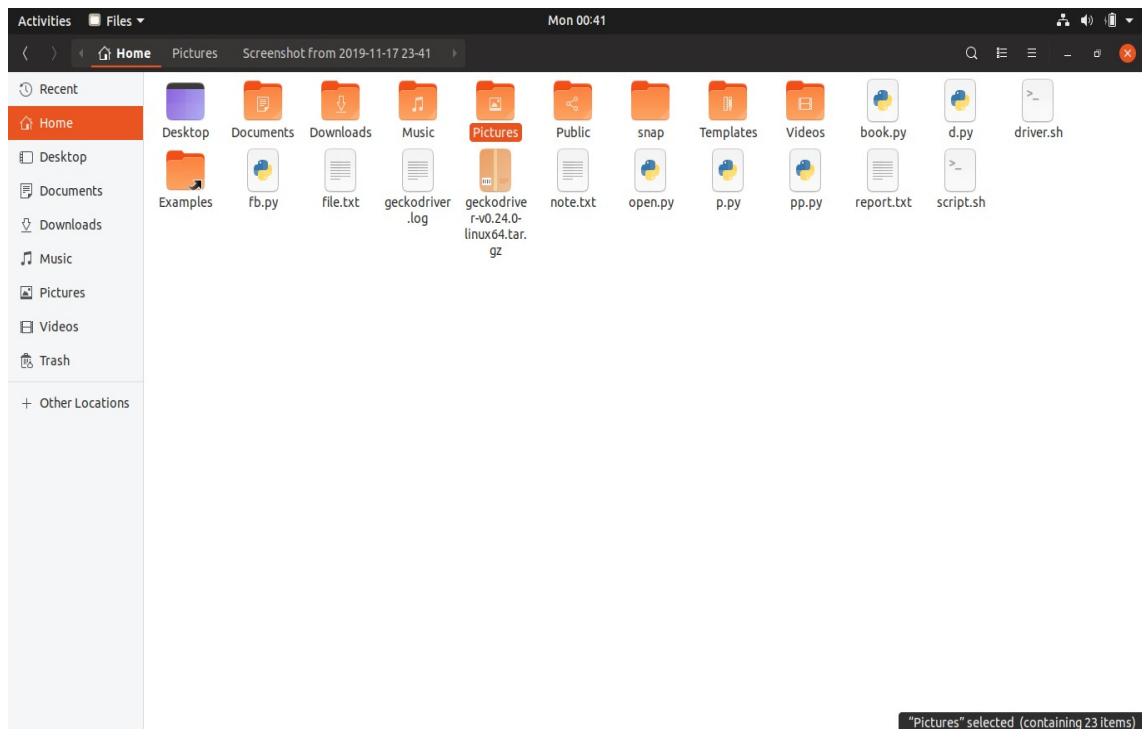 Activities Files Mon 00:41
Home Pictures Screenshot from 2019-11-17 23-41
Recent
Home
Desktop
Documents
Downloads
Music
Pictures
Videos
Trash
+ Other Locations
Desktop Documents Downloads Music Pictures Public snap Templates Videos book.py d.py driver.sh
Examples fb.py file.txt geckodriver geckodrive note.txt open.py p.py pp.py report.txt script.sh
.log r-v0.24.0-
linux64.tar.
gz
"Pictures" selected (containing 23 items)